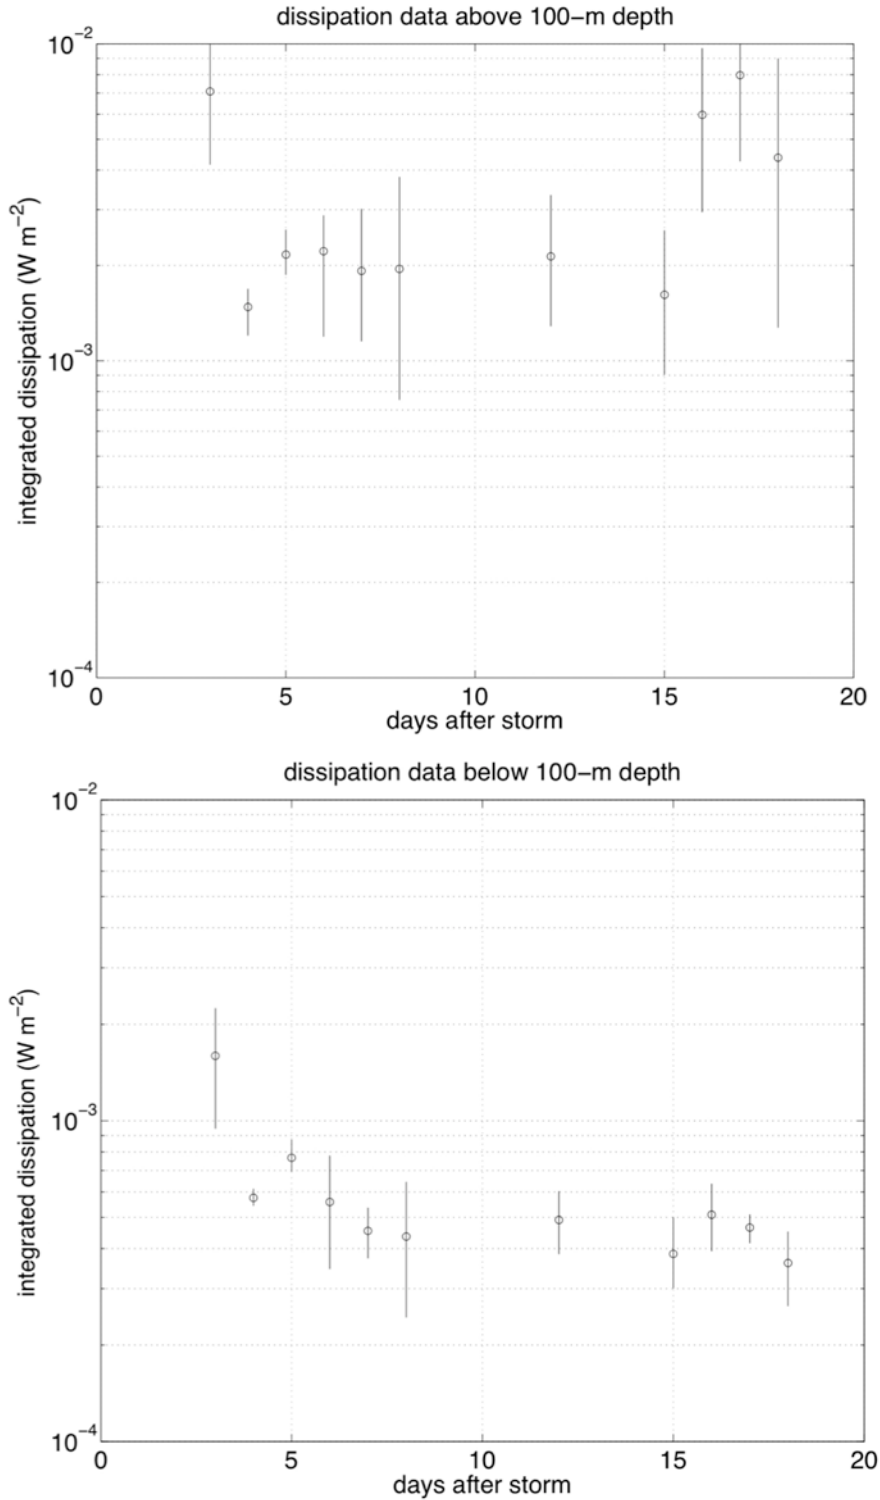 dissipation data above 100−m depth
10−2
10−3
10−4
integrated dissipation (W m−2)
0 5 10 15 20
days after storm
dissipation data below 100−m depth
10−2
10−3
10−4
integrated dissipation (W m−2)
0 5 10 15 20
days after storm